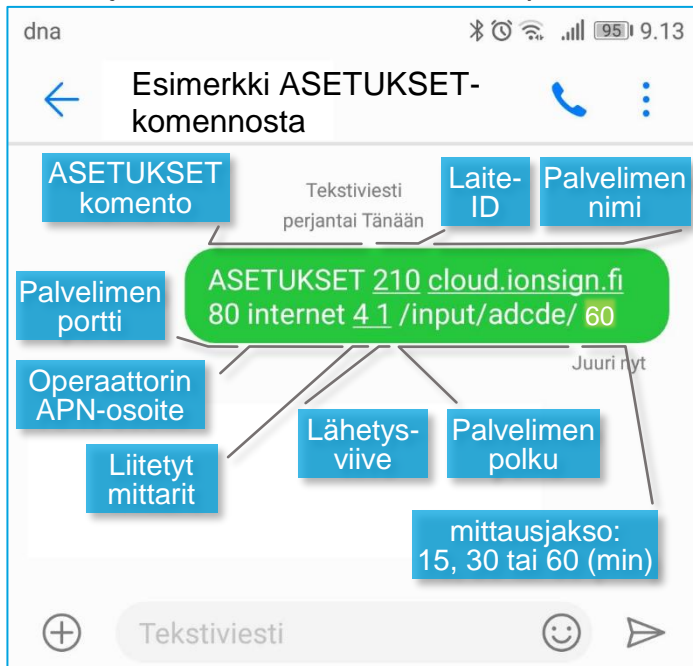 dna 95 9.13
Esimerkki ASETUKSET-
komennosta
ASETUKSET
komento
Tekstiviesti
perjantai Tänään
Laite-
ID
Palvelimen
nimi
ASETUKSET 210 cloud.ionsign.fi
80 internet 4 1 /input/adcde/ 60
Palvelimen
portti
Juuri nyt
Operaattorin
APN-osoite
Liitetyt
mittarit
Lähetys-
viive
Palvelimen
polku
mittausjakso:
15, 30 tai 60 (min)
Tekstiviesti